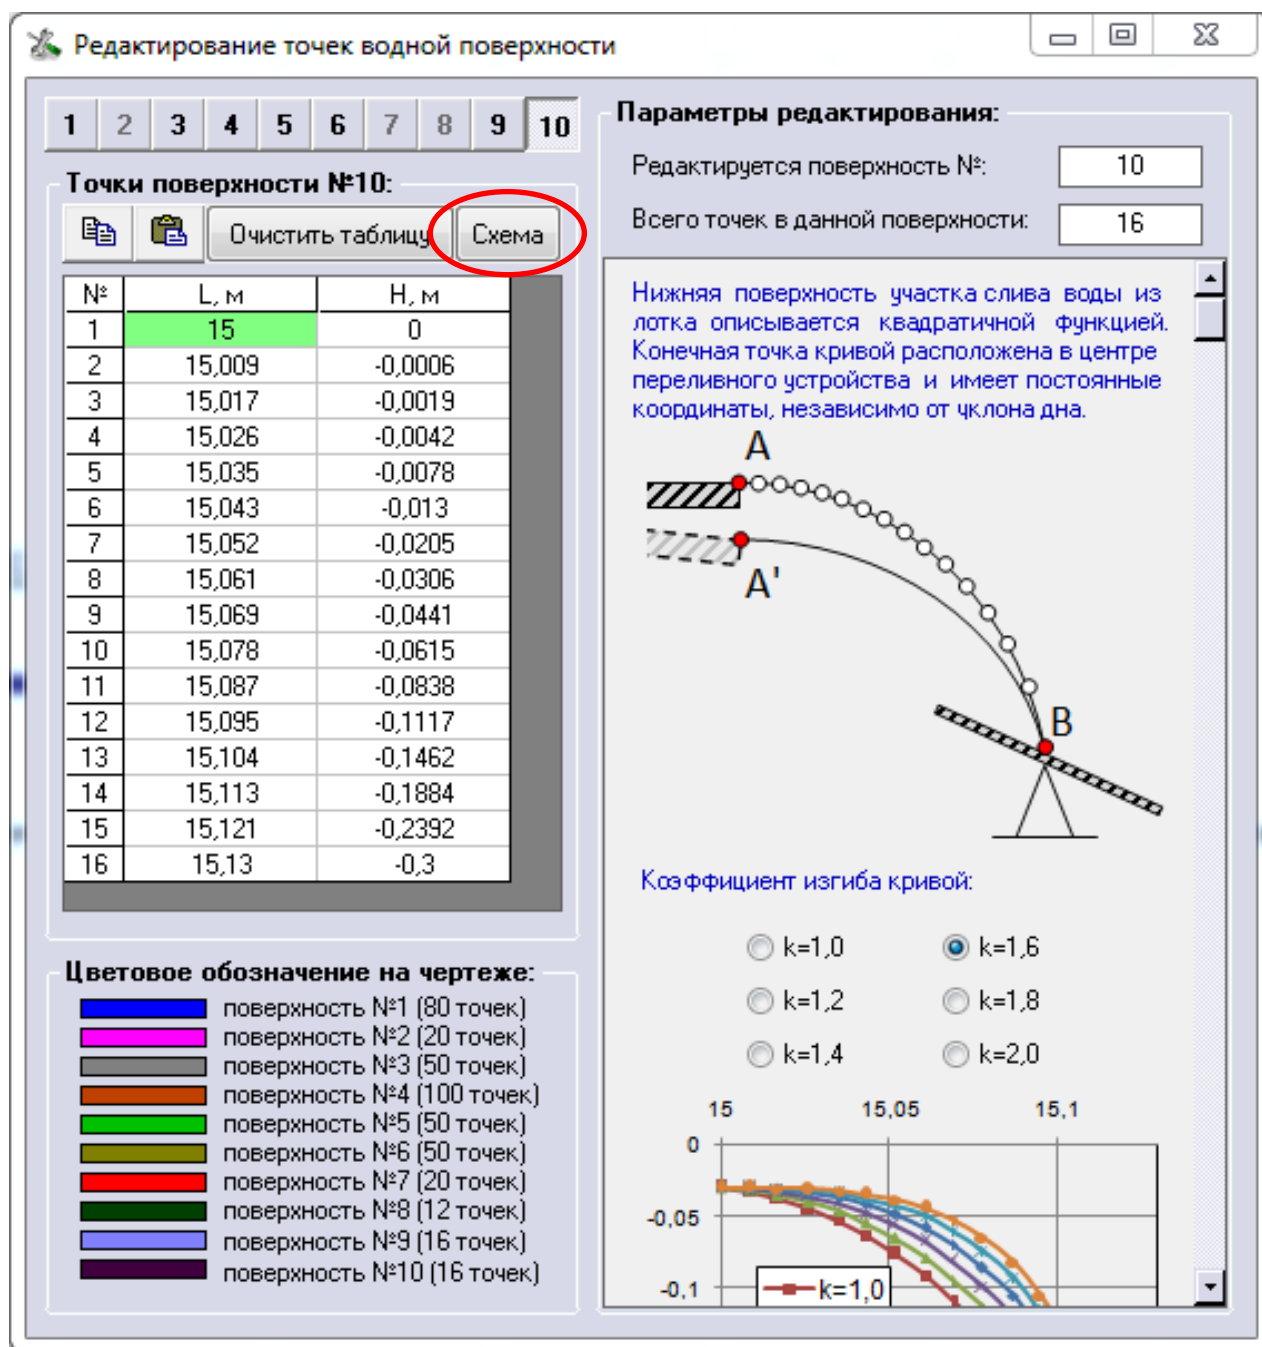 Редактирование точек водной поверхности
1 2 3 4 5 6 7 8 9 10
Точки поверхности №10:
Очистить таблицу Схема
№ L, м H, м
1 15 0
2 15,009 -0,0006
3 15,017 -0,0019
4 15,026 -0,0042
5 15,035 -0,0078
6 15,043 -0,013
7 15,052 -0,0205
8 15,061 -0,0306
9 15,069 -0,0441
10 15,078 -0,0615
11 15,087 -0,0838
12 15,095 -0,1117
13 15,104 -0,1462
14 15,113 -0,1884
15 15,121 -0,2392
16 15,13 -0,3
Цветовое обозначение на чертеже:
поверхность №1 (80 точек)
поверхность №2 (20 точек)
поверхность №3 (50 точек)
поверхность №4 (100 точек)
поверхность №5 (50 точек)
поверхность №6 (50 точек)
поверхность №7 (20 точек)
поверхность №8 (12 точек)
поверхность №9 (16 точек)
поверхность №10 (16 точек)
Параметры редактирования:
Редактируется поверхность №: 10
Всего точек в данной поверхности: 16
Нижняя поверхность участка слива воды из
лотка описывается квадратичной функцией.
Конечная точка кривой расположена в центре
переливного устройства и имеет постоянные
координаты, независимо от уклона дна.
A
A'
B
Коэффициент изгиба кривой:
k=1,0 k=1,6
k=1,2 k=1,8
k=1,4 k=2,0
15 15,05 15,1
0
-0,05
-0,1
k=1,0